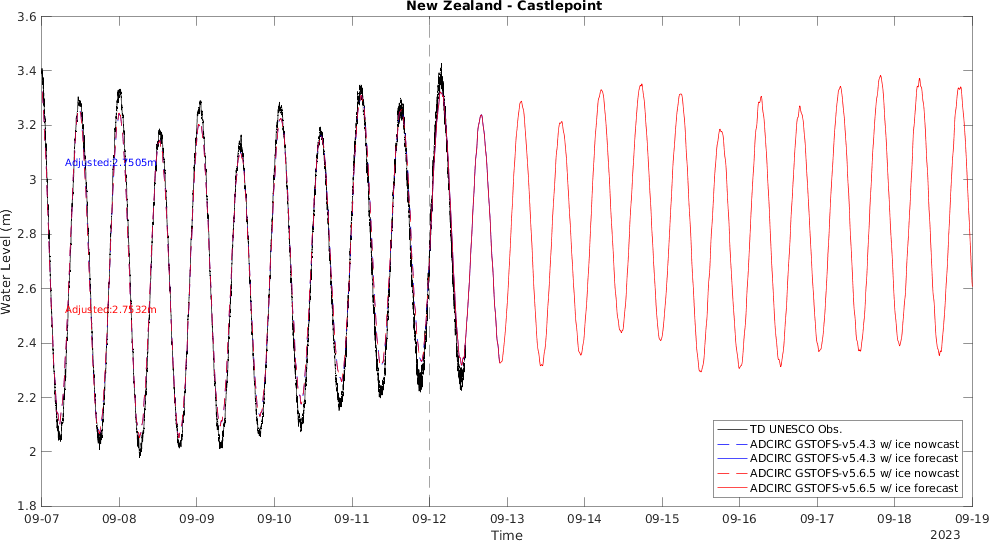 New Zealand - Castlepoint
Water Level (m)
3.6
3.4
3.2
3
2.8
2.6
2.4
2.2
2
1.8
Adjusted:2.7505m
Adjusted:2.7532m
TD UNESCO Obs.
ADCIRC GSTOFS-v5.4.3 w/ ice nowcast
ADCIRC GSTOFS-v5.4.3 w/ ice forecast
ADCIRC GSTOFS-v5.6.5 w/ ice nowcast
ADCIRC GSTOFS-v5.6.5 w/ ice forecast
09-07 09-08 09-09 09-10 09-11 09-12 09-13 09-14 09-15 09-16 09-17 09-18 09-19
Time
2023